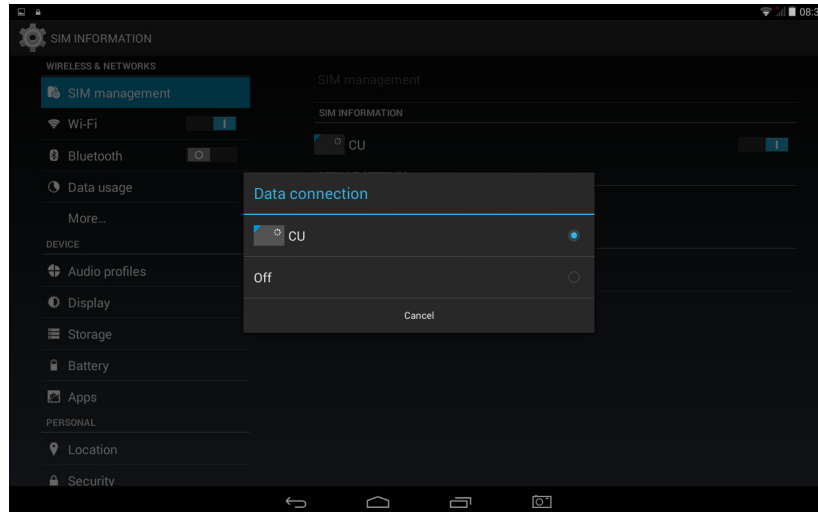 08:3
SIM INFORMATION
WIRELESS & NETWORKS
SIM management
Wi-Fi
Bluetooth
Data usage
More...
DEVICE
Audio profiles
Display
Storage
Battery
Apps
PERSONAL
Location
Security
SIM management
SIM INFORMATION
CU
Data connection
CU
Off
Cancel